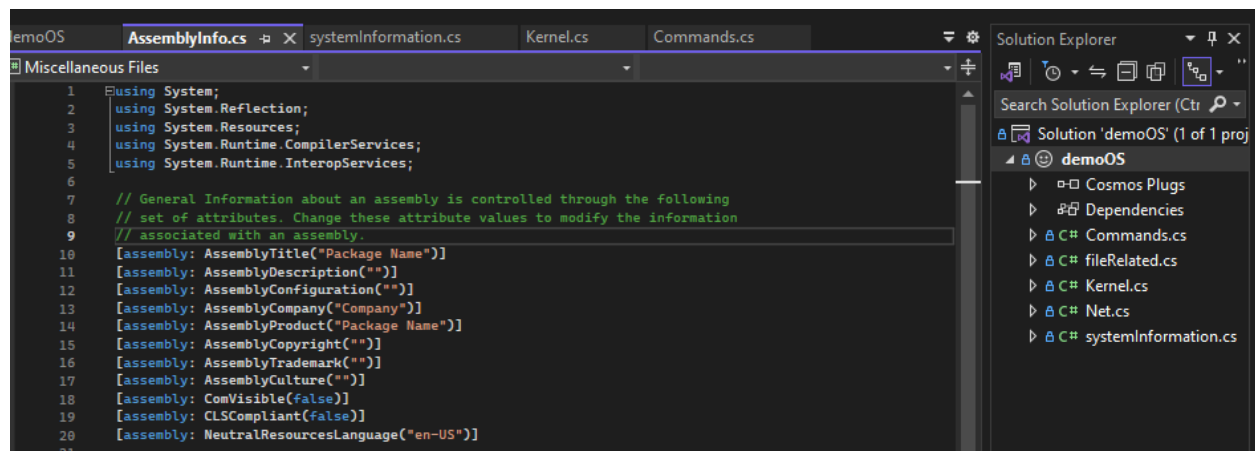 demoOS AssemblyInfo.cs systemInformation.cs Kernel.cs Commands.cs
Miscellaneous Files
1 using System;
2 using System.Reflection;
3 using System.Resources;
4 using System.Runtime.CompilerServices;
5 using System.Runtime.InteropServices;
6
7 // General Information about an assembly is controlled through the following
8 // set of attributes. Change these attribute values to modify the information
9 // associated with an assembly.
10 [assembly: AssemblyTitle("Package Name")]
11 [assembly: AssemblyDescription("")]
12 [assembly: AssemblyConfiguration("")]
13 [assembly: AssemblyCompany("Company")]
14 [assembly: AssemblyProduct("Package Name")]
15 [assembly: AssemblyCopyright("")]
16 [assembly: AssemblyTrademark("")]
17 [assembly: AssemblyCulture("")]
18 [assembly: ComVisible(false)]
19 [assembly: CLSCompliant(false)]
20 [assembly: NeutralResourcesLanguage("en-US")]
Solution Explorer
Search Solution Explorer (Ctr
Solution 'demoOS' (1 of 1 proj
demoOS
Cosmos Plugs
Dependencies
C# Commands.cs
C# fileRelated.cs
C# Kernel.cs
C# Net.cs
C# systemInformation.cs